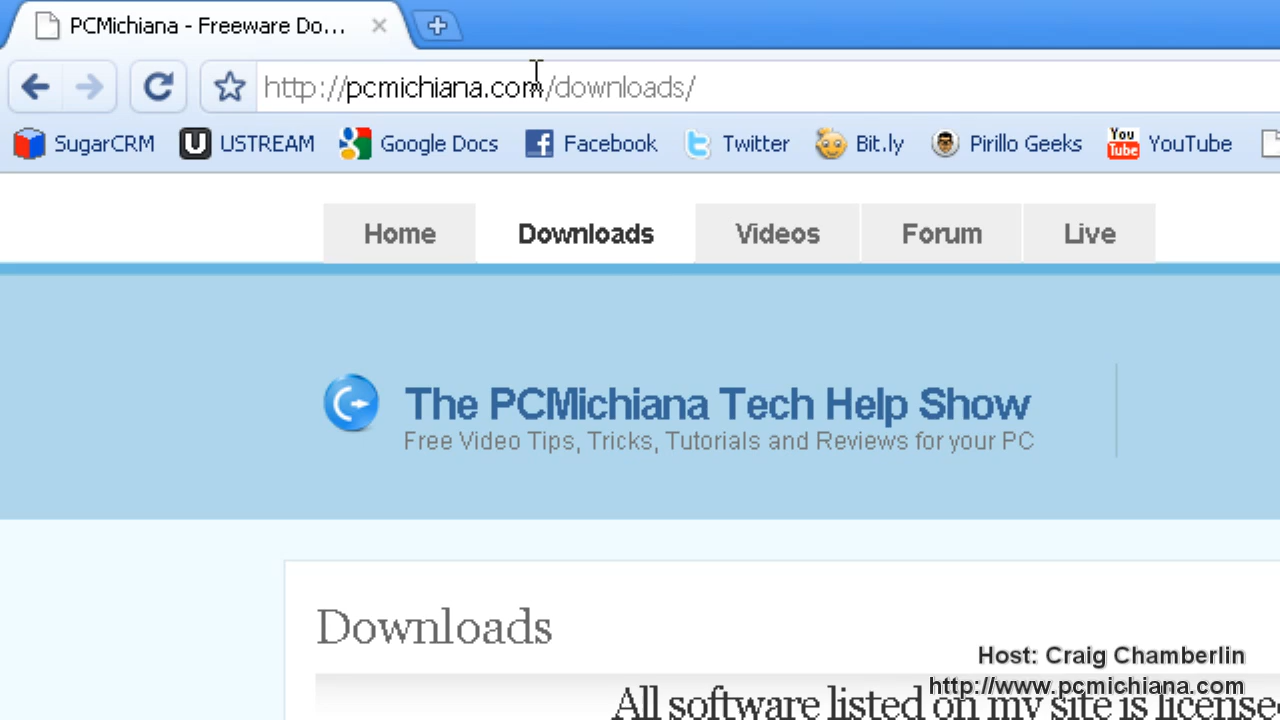 PCMichiana - Freeware Do...
http://pcmichiana.com/downloads/
SugarCRM USTREAM Google Docs Facebook Twitter Bit.ly Pirillo Geeks You Tube YouTube
Home Downloads Videos Forum Live
The PCMichiana Tech Help Show
Free Video Tips, Tricks, Tutorials and Reviews for your PC
Downloads
Host: Craig Chamberlin
http://www.pcmichiana.com
All software listed on my site is license